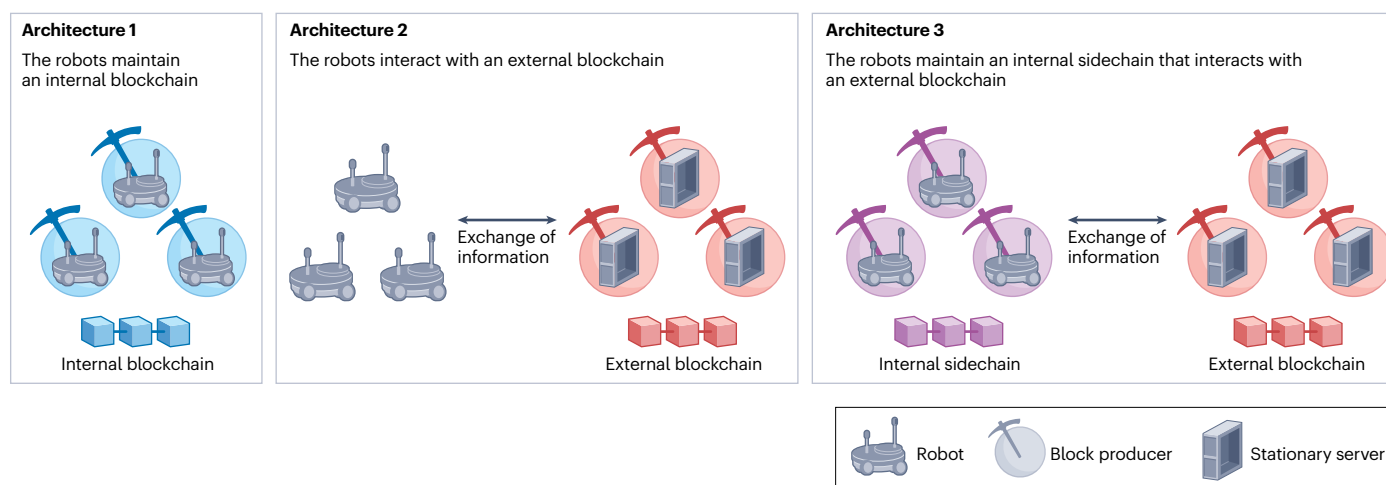 Architecture 1
The robots maintain
an internal blockchain
Internal blockchain
Architecture 2
The robots interact with an external blockchain
Exchange of
information
External blockchain
Architecture 3
The robots maintain an internal sidechain that interacts with
an external blockchain
Exchange of
information
Internal sidechain
External blockchain
Robot
Block producer
Stationary server